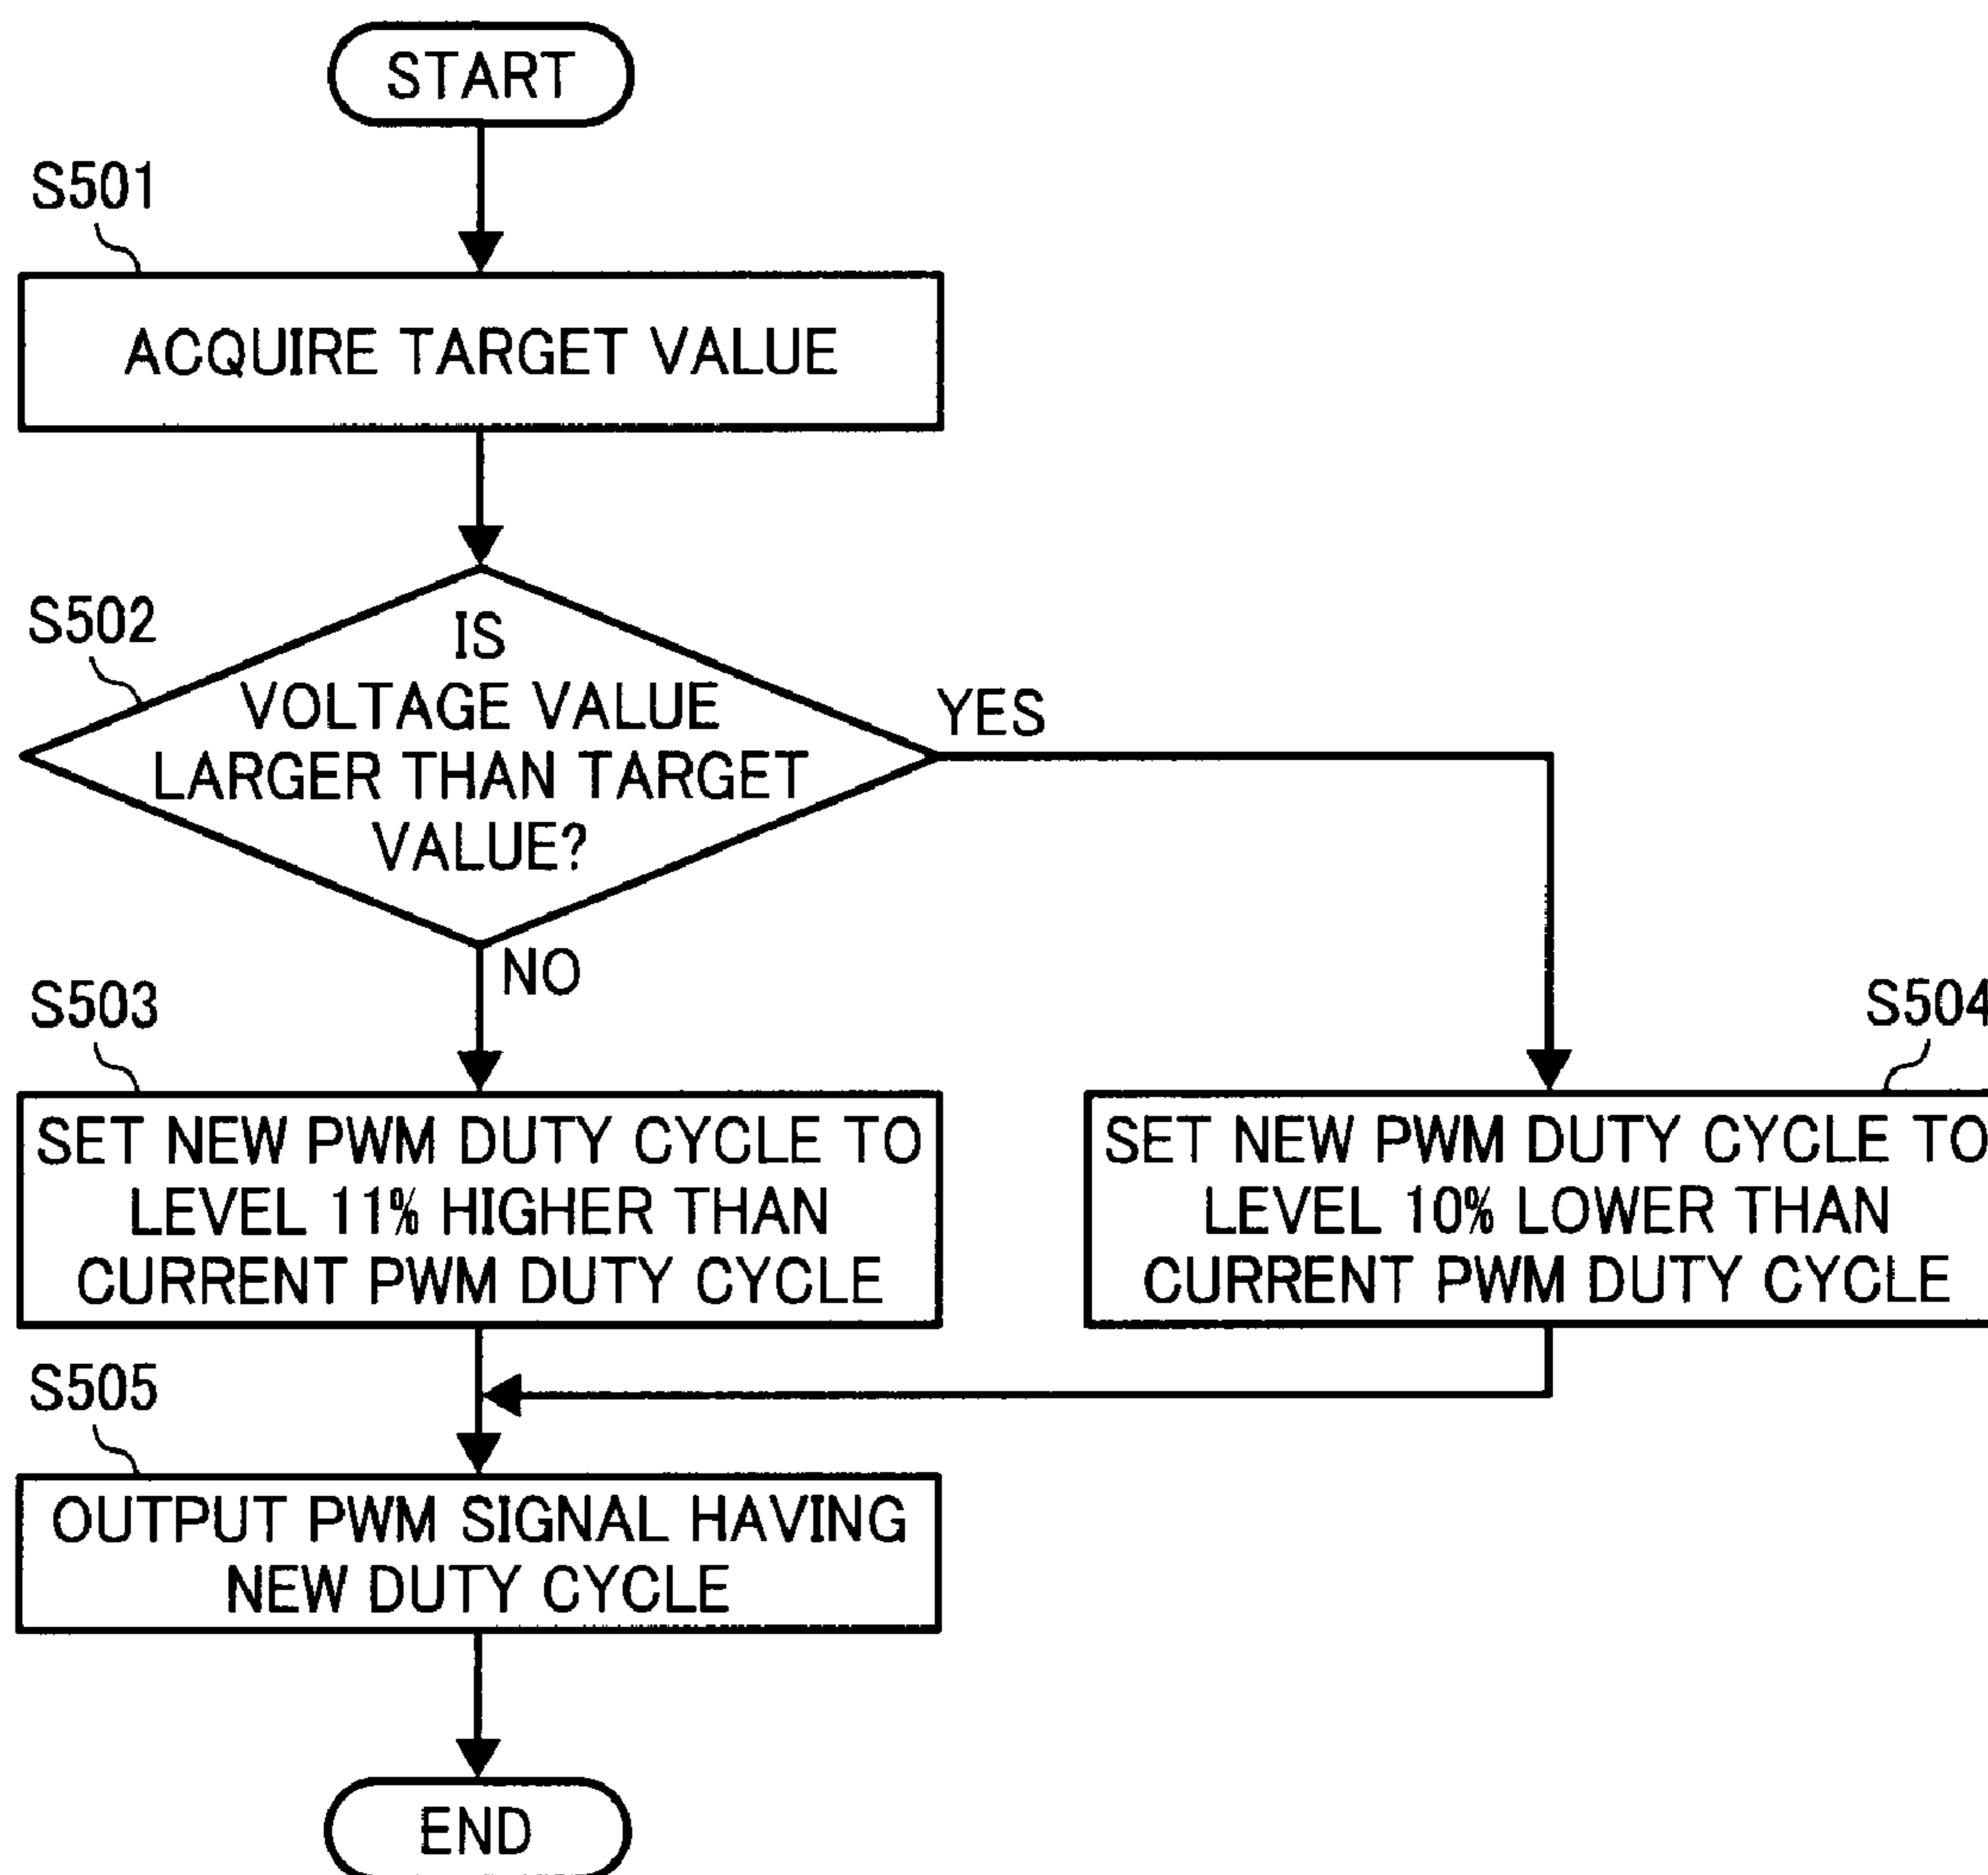 START
S501
ACQUIRE TARGET VALUE
S502
IS
VOLTAGE VALUE
LARGER THAN TARGET
VALUE?
YES
NO
S503
SET NEW PWM DUTY CYCLE TO
LEVEL 11% HIGHER THAN
CURRENT PWM DUTY CYCLE
S504
SET NEW PWM DUTY CYCLE TO
LEVEL 10% LOWER THAN
CURRENT PWM DUTY CYCLE
S505
OUTPUT PWM SIGNAL HAVING
NEW DUTY CYCLE
END